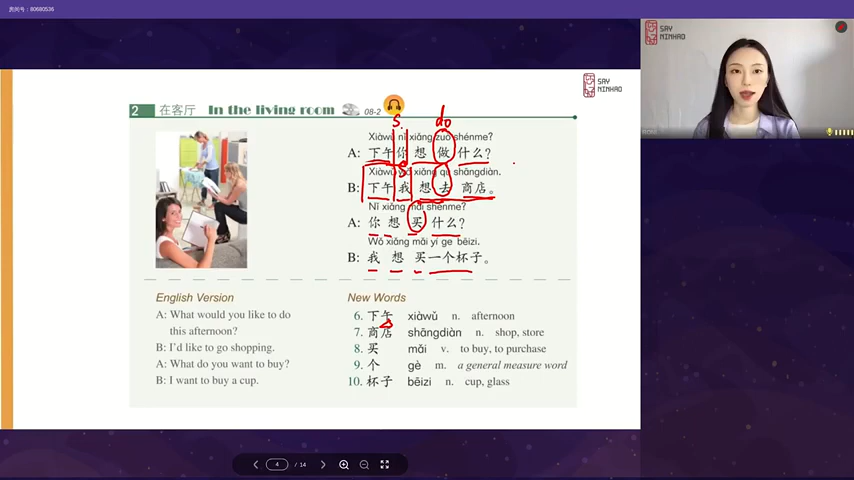 房间号：80680536
SAY
NINHAO
SAY
NINHAO
2 在客厅 In the living room 08-2
s. do
Xiàwǔ nǐ xiǎng zuò shénme?
A: 下午你 想 做 什么？
s
Xiàwǔ wǒ xiǎng qù shāngdiàn.
B: 下午 我 想 去 商店。
Nǐ xiǎng mǎi shénme?
A: 你 想 买 什么？
Wǒ xiǎng mǎi yí ge bēizi.
B: 我 想 买一个杯子。
English Version
A: What would you like to do
this afternoon?
B: I'd like to go shopping.
A: What do you want to buy?
B: I want to buy a cup.
New Words
6. 下午 xiàwǔ n. afternoon
7. 商店 shāngdiàn n. shop, store
8. 买 mǎi v. to buy, to purchase
9. 个 gè m. a general measure word
10. 杯子 bēizi n. cup, glass
4 / 14